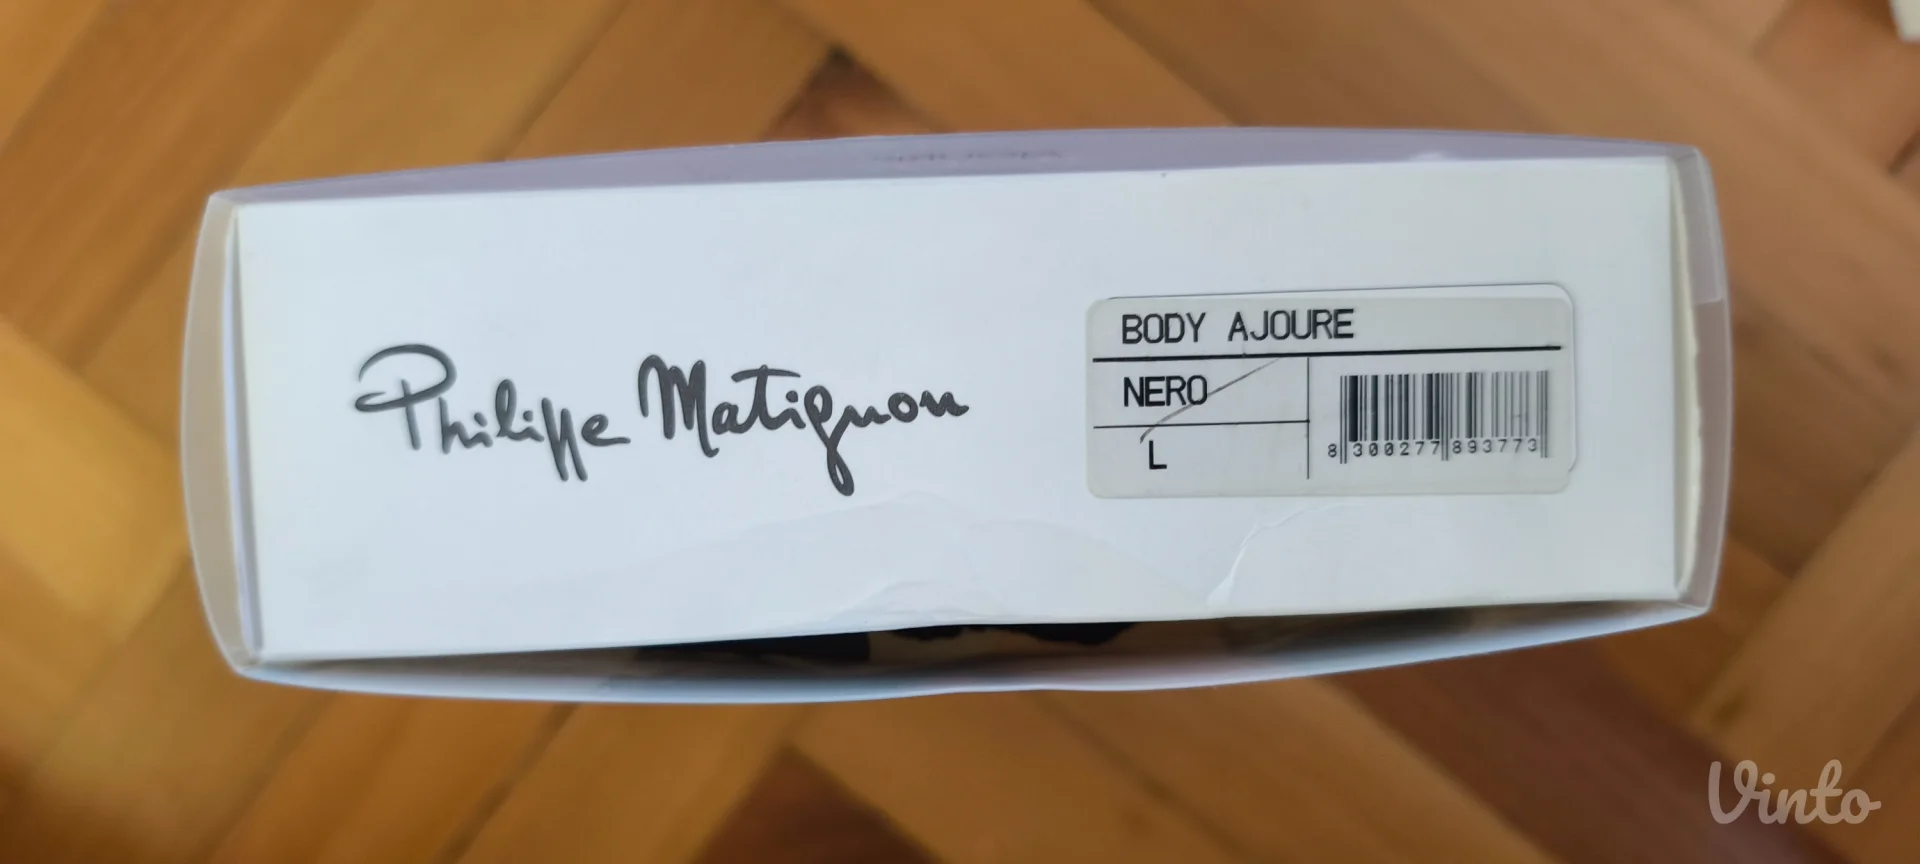 Philippe Matignon
BODY AJOURE
NERO
L
8 300277 893773
Vinto